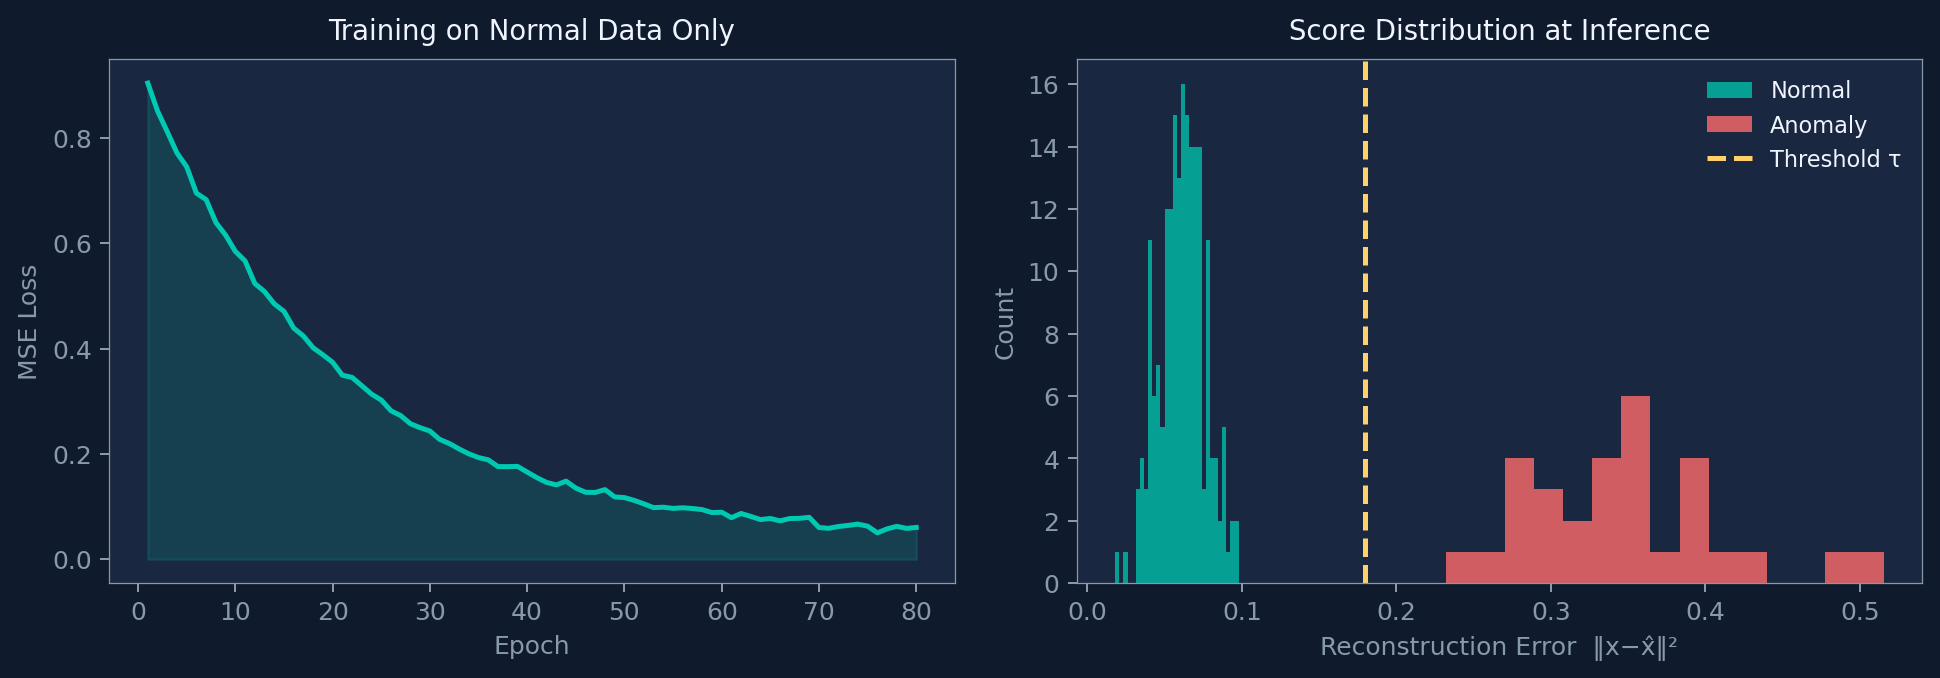 Training on Normal Data Only
MSE Loss
0.8
0.6
0.4
0.2
0.0
0 10 20 30 40 50 60 70 80
Epoch
Score Distribution at Inference
Count
16
14
12
10
8
6
4
2
0
Normal
Anomaly
Threshold τ
0.0 0.1 0.2 0.3 0.4 0.5
Reconstruction Error ‖x−x̂‖²